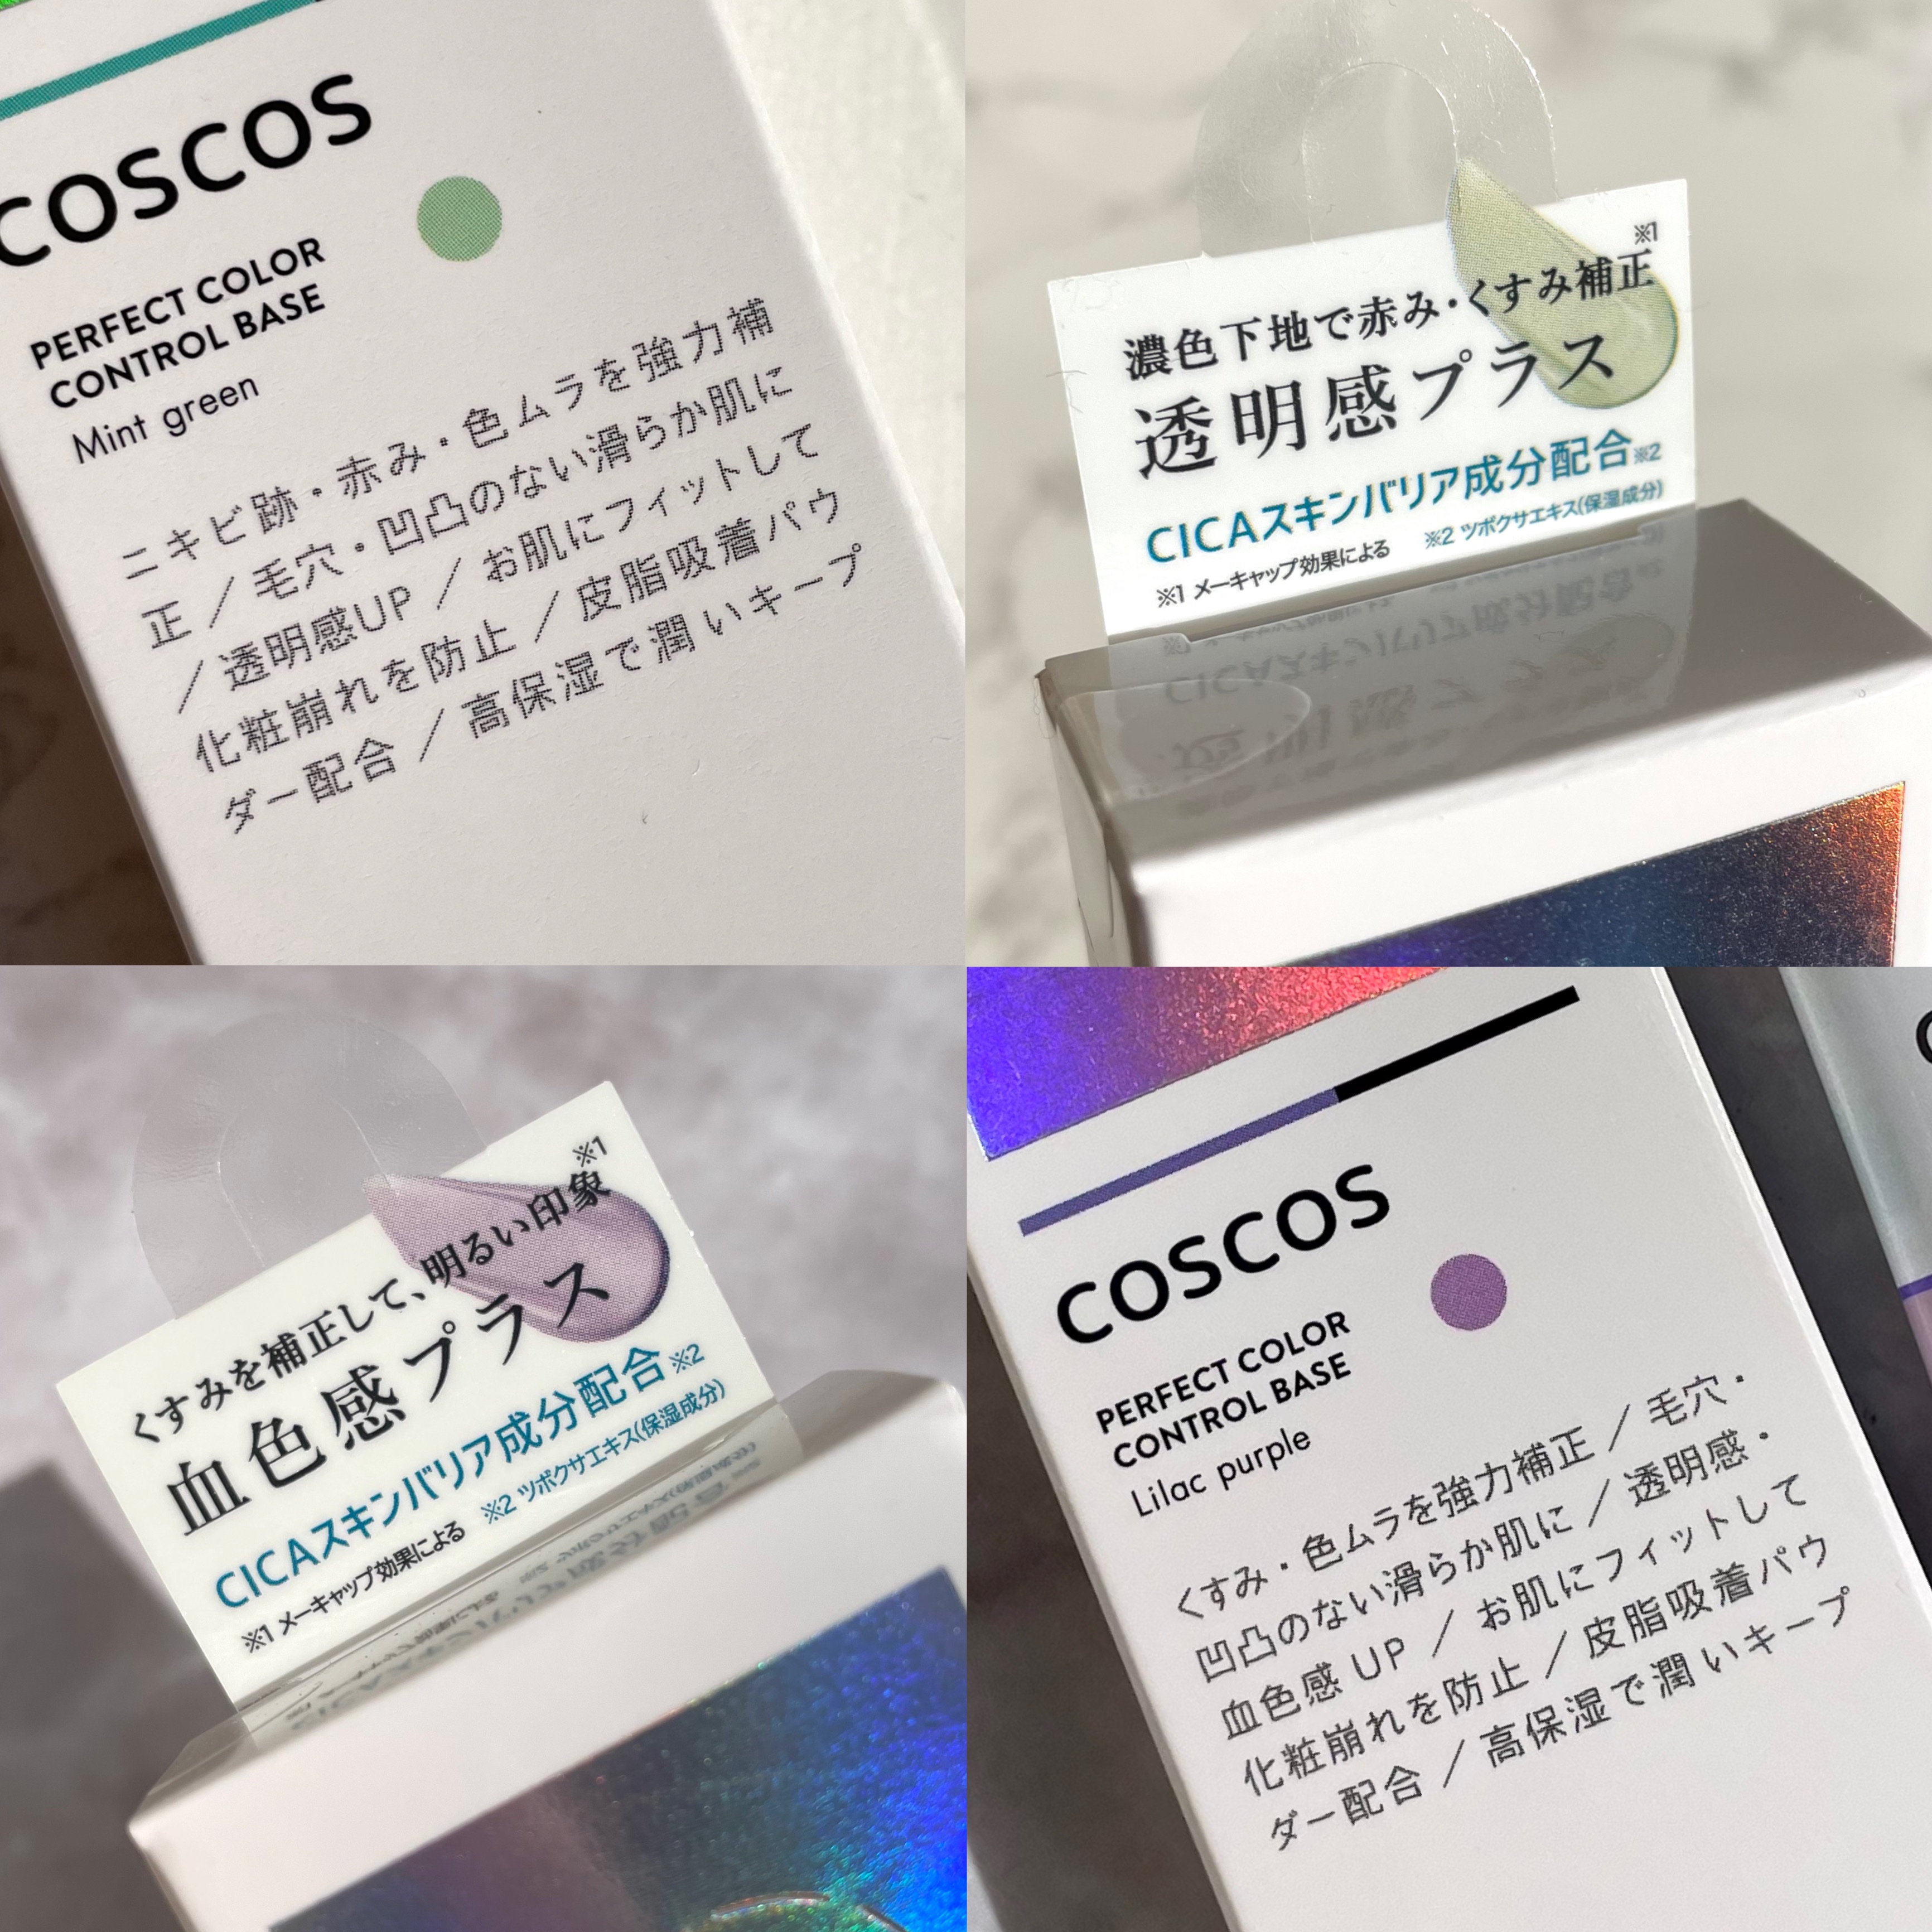 COSCOS
PERFECT COLOR
CONTROL BASE
Mint green
ニキビ跡・赤み・色ムラを強力補
正／毛穴・凹凸のない滑らか肌に
／透明感UP／お肌にフィットして
化粧崩れを防止／皮脂吸着パウ
ダー配合／高保湿で潤いキープ
※1
濃色下地で赤み・くすみ補正
透明感プラス
CICAスキンバリア成分配合※2
※1 メーキャップ効果による ※2 ツボクサエキス(保湿成分)
※1
くすみを補正して、明るい印象
血色感プラス
CICAスキンバリア成分配合※2
※1 メーキャップ効果による ※2 ツボクサエキス(保湿成分)
COSCOS
PERFECT COLOR
CONTROL BASE
Lilac purple
くすみ・色ムラを強力補正／毛穴・
凹凸のない滑らか肌に／透明感・
血色感 UP／お肌にフィットして
化粧崩れを防止／皮脂吸着パウ
ダー配合／高保湿で潤いキープ